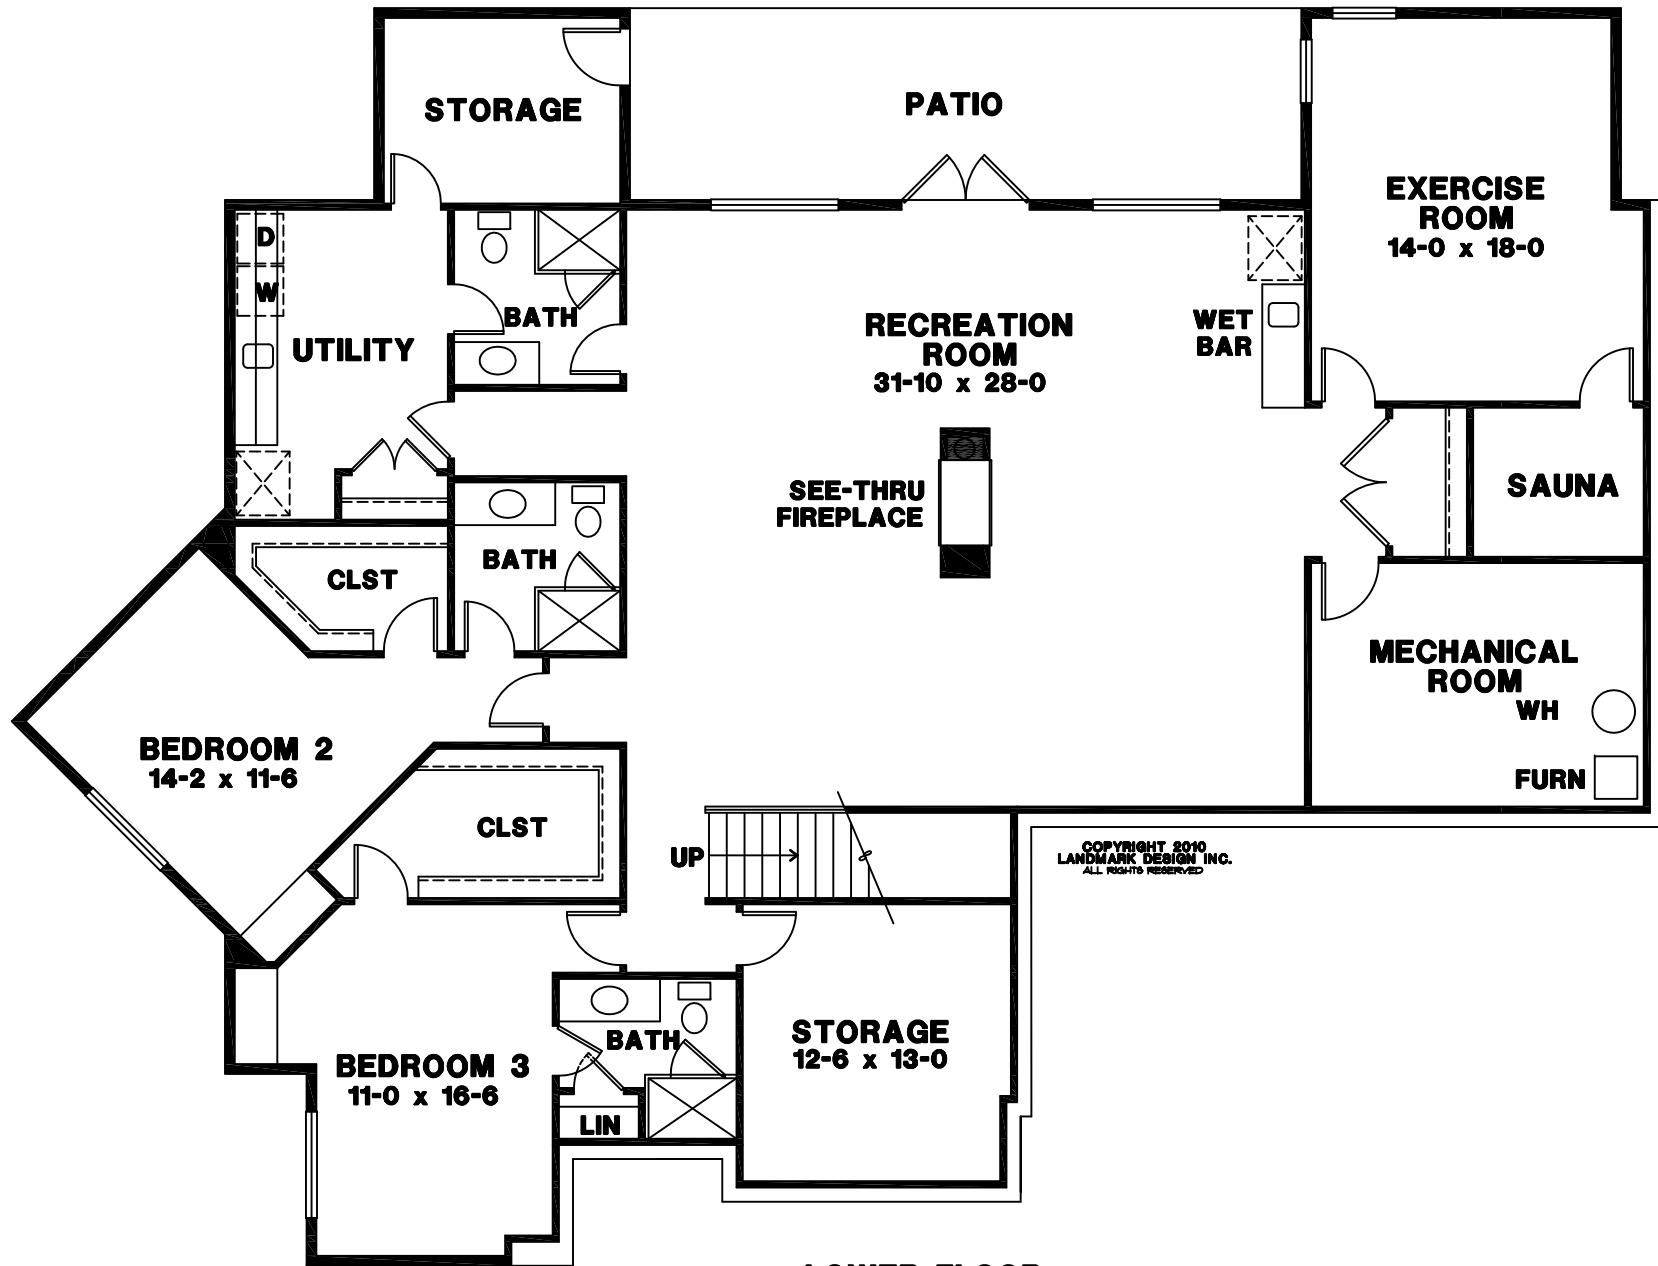 STORAGE
PATIO
EXERCISE
ROOM
14-0 x 18-0
D
W
UTILITY
BATH
RECREATION
ROOM
31-10 x 28-0
WET
BAR
SEE-THRU
FIREPLACE
SAUNA
BATH
CLST
MECHANICAL
ROOM
WH
FURN
BEDROOM 2
14-2 x 11-6
CLST
UP
COPYRIGHT 2010
LANDMARK DESIGN INC.
ALL RIGHTS RESERVED
BATH
STORAGE
12-6 x 13-0
BEDROOM 3
11-0 x 16-6
LIN
LOWER FLOOR